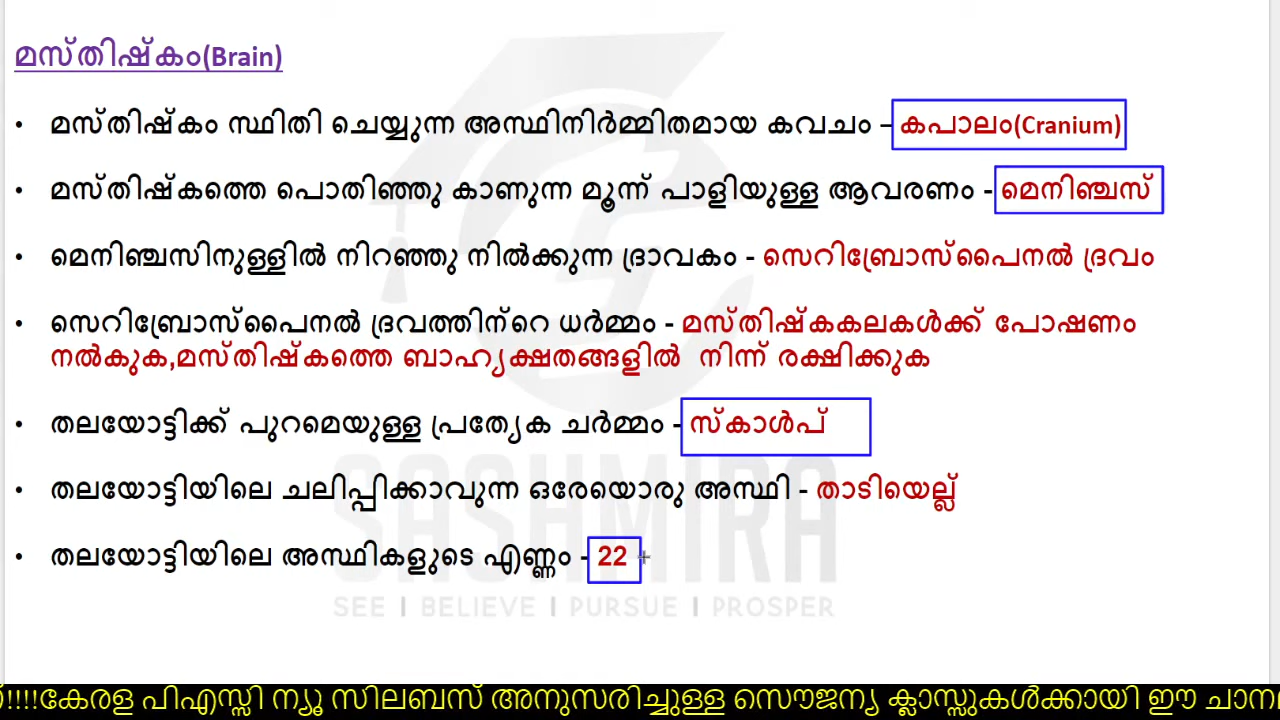 മസ്തിഷ്കം(Brain)
• മസ്തിഷ്കം സ്ഥിതി ചെയ്യുന്ന അസ്ഥിനിർമ്മിതമായ കവചം – കപാലം(Cranium)
• മസ്തിഷ്കത്തെ പൊതിഞ്ഞു കാണുന്ന മൂന്ന് പാളിയുള്ള ആവരണം - മെനിഞ്ചസ്
• മെനിഞ്ചസിനുള്ളിൽ നിറഞ്ഞു നിൽക്കുന്ന ദ്രാവകം - സെറിബ്രോസ്പൈനൽ ദ്രവം
• സെറിബ്രോസ്പൈനൽ ദ്രവത്തിന്റെ ധർമ്മം - മസ്തിഷ്കകലകൾക്ക് പോഷണം
നൽകുക,മസ്തിഷ്കത്തെ ബാഹ്യക്ഷതങ്ങളിൽ നിന്ന് രക്ഷിക്കുക
• തലയോട്ടിക്ക് പുറമെയുള്ള പ്രത്യേക ചർമ്മം - സ്കാൾപ്
• തലയോട്ടിയിലെ ചലിപ്പിക്കാവുന്ന ഒരേയൊരു അസ്ഥി - താടിയെല്ല്
• തലയോട്ടിയിലെ അസ്ഥികളുടെ എണ്ണം - 22
SASHMIRA
SEE | BELIEVE | PURSUE | PROSPER
!!!!കേരള പിഎസ്സി ന്യൂ സിലബസ് അനുസരിച്ചുള്ള സൌജന്യ ക്ലാസ്സുകൾക്കായി ഈ